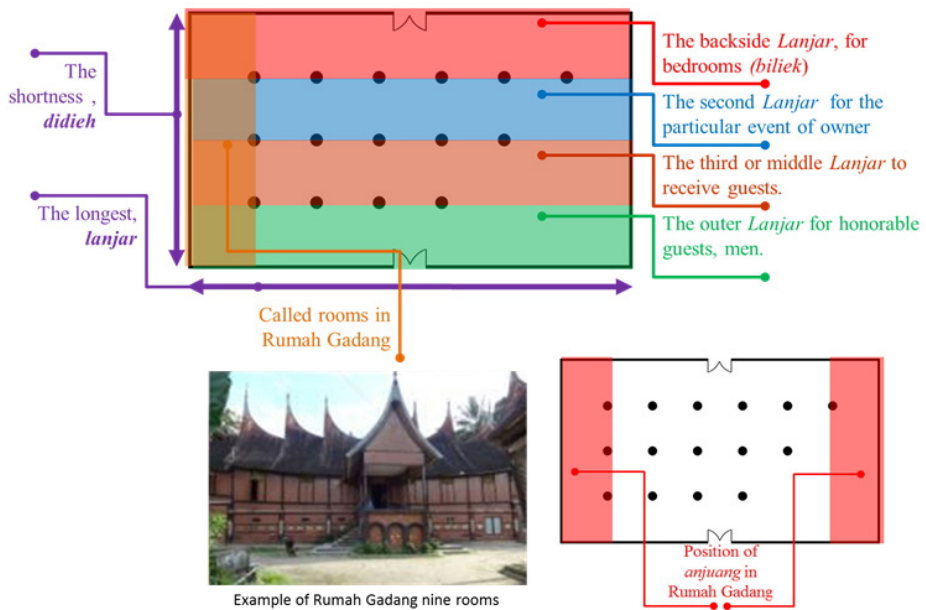 The
shortness ,
didieh
The longest,
lanjar
The backside Lanjar, for
bedrooms (biliek)
The second Lanjar for the
particular event of owner
The third or middle Lanjar to
receive guests.
The outer Lanjar for honorable
guests, men.
Called rooms in
Rumah Gadang
Example of Rumah Gadang nine rooms
Position of
anjuang in
Rumah Gadang